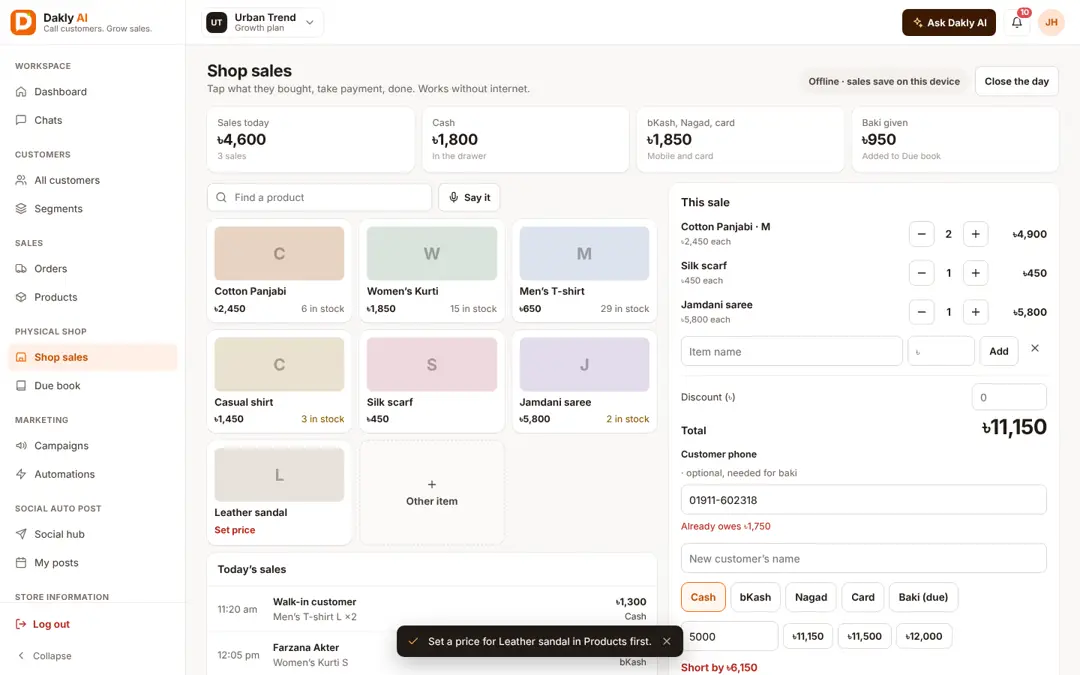 Dakly AI
Call customers. Grow sales.
UT
Urban Trend
Growth plan
Ask Dakly AI
10
JH
WORKSPACE
Dashboard
Chats
CUSTOMERS
All customers
Segments
SALES
Orders
Products
PHYSICAL SHOP
Shop sales
Due book
MARKETING
Campaigns
Automations
SOCIAL AUTO POST
Social hub
My posts
STORE INFORMATION
Log out
Collapse
Shop sales
Tap what they bought, take payment, done. Works without internet.
Offline · sales save on this device
Close the day
Sales today
৳4,600
3 sales
Cash
৳1,800
In the drawer
bKash, Nagad, card
৳1,850
Mobile and card
Baki given
৳950
Added to Due book
Find a product
Say it
C
Cotton Panjabi
৳2,450 6 in stock
W
Women's Kurti
৳1,850 15 in stock
M
Men's T-shirt
৳650 29 in stock
C
Casual shirt
৳1,450 3 in stock
S
Silk scarf
৳450
J
Jamdani saree
৳5,800 2 in stock
L
Leather sandal
Set price
+
Other item
Today's sales
11:20 am
Walk-in customer
Men's T-shirt L ×2
৳1,300
Cash
12:05 pm
Farzana Akter
Women's Kurti S
bKash
This sale
Cotton Panjabi · M
৳2,450 each
− 2 + ৳4,900
Silk scarf
৳450 each
− 1 + ৳450
Jamdani saree
৳5,800 each
− 1 + ৳5,800
Item name
৳
Add
Discount (৳)
0
Total
৳11,150
Customer phone
· optional, needed for baki
01911-602318
Already owes ৳1,750
New customer's name
Cash
bKash
Nagad
Card
Baki (due)
5000
৳11,150
৳11,500
৳12,000
Short by ৳6,150
Set a price for Leather sandal in Products first.